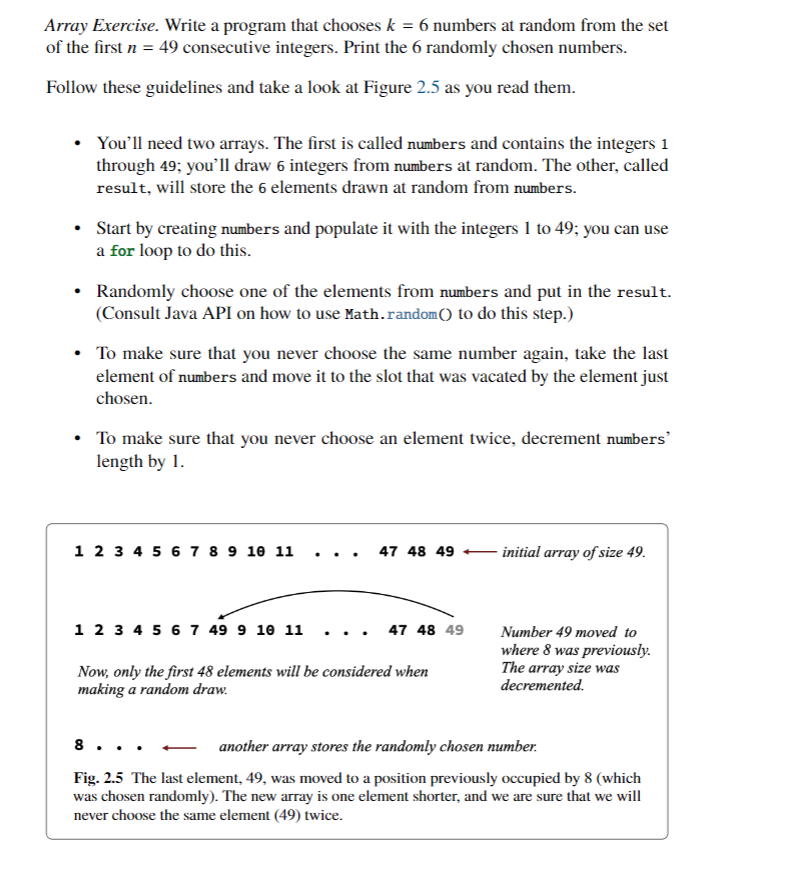 Array Exercise. Write a program that chooses k = 6 numbers at random from the set
of the first n = 49 consecutive integers. Print the 6 randomly chosen numbers.
Follow these guidelines and take a look at Figure 2.5 as you read them.
• You’ll need two arrays. The first is called numbers and contains the integers 1
through 49; you’ll draw 6 integers from numbers at random. The other, called
result, will store the 6 elements drawn at random from numbers.
• Start by creating numbers and populate it with the integers 1 to 49; you can use
a for loop to do this.
• Randomly choose one of the elements from numbers and put in the result.
(Consult Java API on how to use Math.random() to do this step.)
• To make sure that you never choose the same number again, take the last
element of numbers and move it to the slot that was vacated by the element just
chosen.
• To make sure that you never choose an element twice, decrement numbers’
length by 1.
1 2 3 4 5 6 7 8 9 10 11 . . . 47 48 49 initial array of size 49.
1 2 3 4 5 6 7 49 9 10 11 . . . 47 48 49
Number 49 moved to
where 8 was previously.
The array size was
decremented.
Now, only the first 48 elements will be considered when
making a random draw.
8 . . . another array stores the randomly chosen number.
Fig. 2.5 The last element, 49, was moved to a position previously occupied by 8 (which
was chosen randomly). The new array is one element shorter, and we are sure that we will
never choose the same element (49) twice.